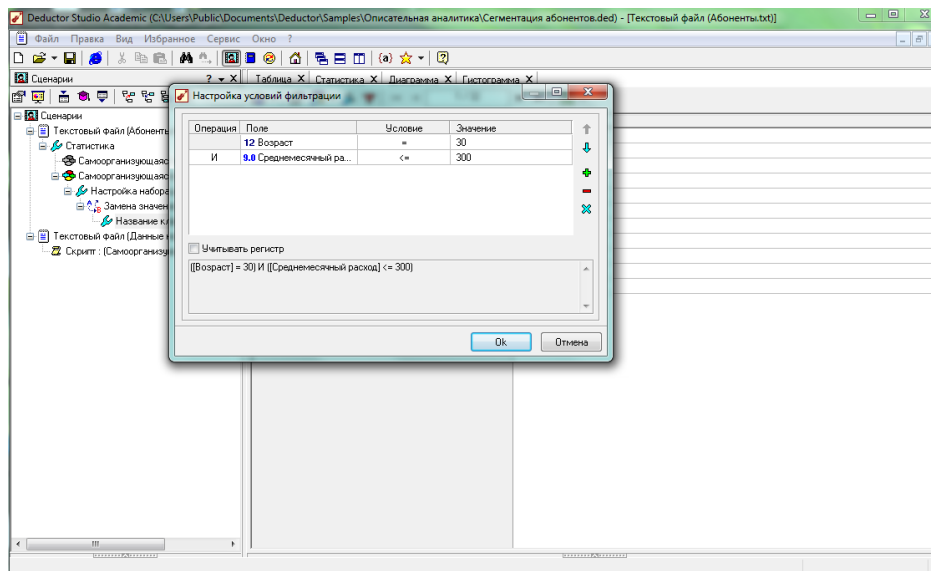 Deductor Studio Academic (C:\Users\Public\Documents\Deductor\Samples\Описательная аналитика\Сегментация абонентов.ded) - [Текстовый файл (Абоненты.txt)]
Файл Правка Вид Избранное Сервис Окно ?
Сценарии ? X
Таблица X Статистика X Диаграмма X Гистограмма X
Настройка условий фильтрации
Операция Поле Условие Значение
12 Возраст = 30
И 9.0 Среднемесячный ра... <= 300
Учитывать регистр
([Возраст] = 30) И ([Среднемесячный расход] <= 300)
Ok Отмена
Сценарии
Текстовый файл (Абоненты
Статистика
Самоорганизующаяс
Самоорганизующаяс
Настройка набора
Замена значен
Название к
Текстовый файл (Данные
Скрипт : (Самоорганизу